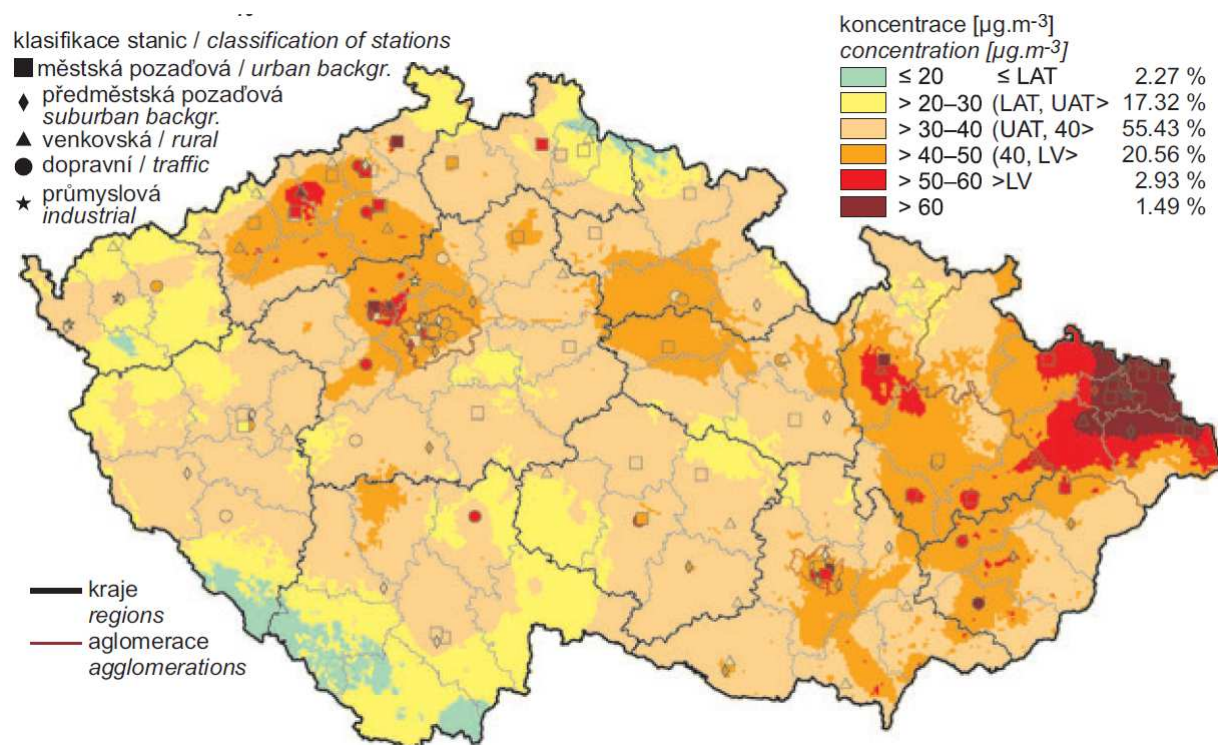 klasifikace stanic / classification of stations
městská pozaďová / urban backgr.
předměstská pozaďová
suburban backgr.
venkovská / rural
dopravní / traffic
průmyslová
industrial
koncentrace [µg.m-3]
concentration [µg.m-3]
≤ 20 ≤ LAT 2.27 %
> 20–30 (LAT, UAT> 17.32 %
> 30–40 (UAT, 40> 55.43 %
> 40–50 (40, LV> 20.56 %
> 50–60 >LV 2.93 %
> 60 1.49 %
kraje
regions
aglomerace
agglomerations